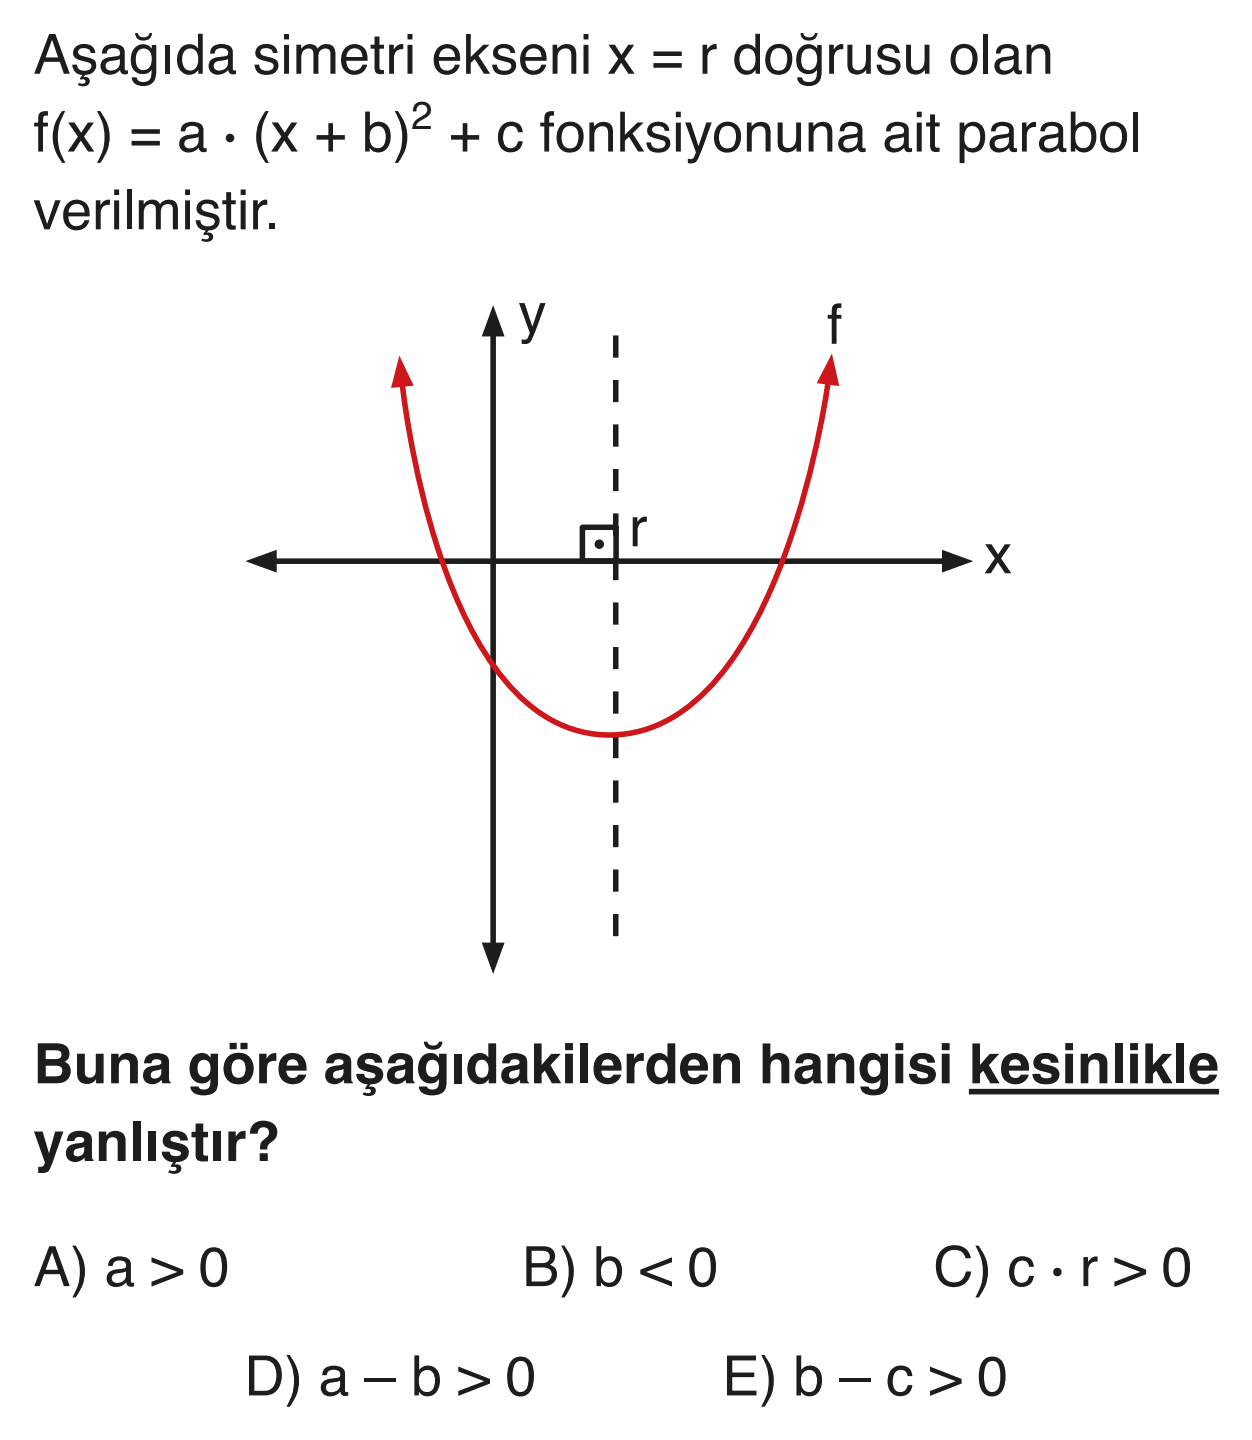 Aşağıda simetri ekseni x = r doğrusu olan
f(x) = a · (x + b)² + c fonksiyonuna ait parabol
verilmiştir.
y
f
r
x
Buna göre aşağıdakilerden hangisi kesinlikle
yanlıştır?
A) a > 0 B) b < 0 C) c · r > 0
D) a – b > 0 E) b – c > 0